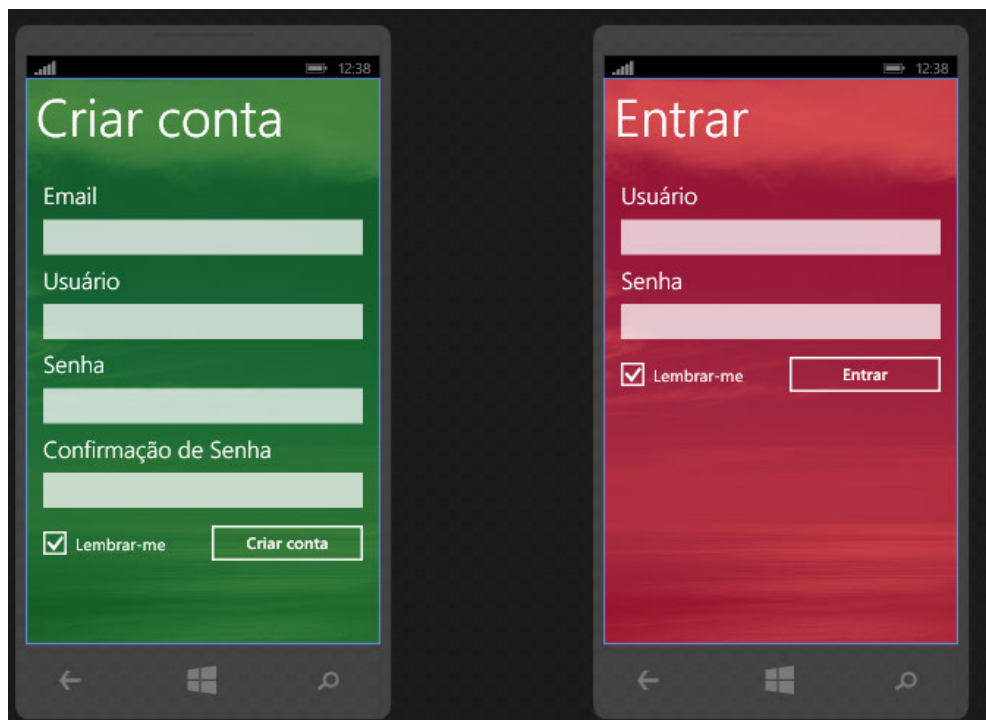 12:38
Criar conta
Email
Usuário
Senha
Confirmação de Senha
Lembrar-me
Criar conta
12:38
Entrar
Usuário
Senha
Lembrar-me
Entrar